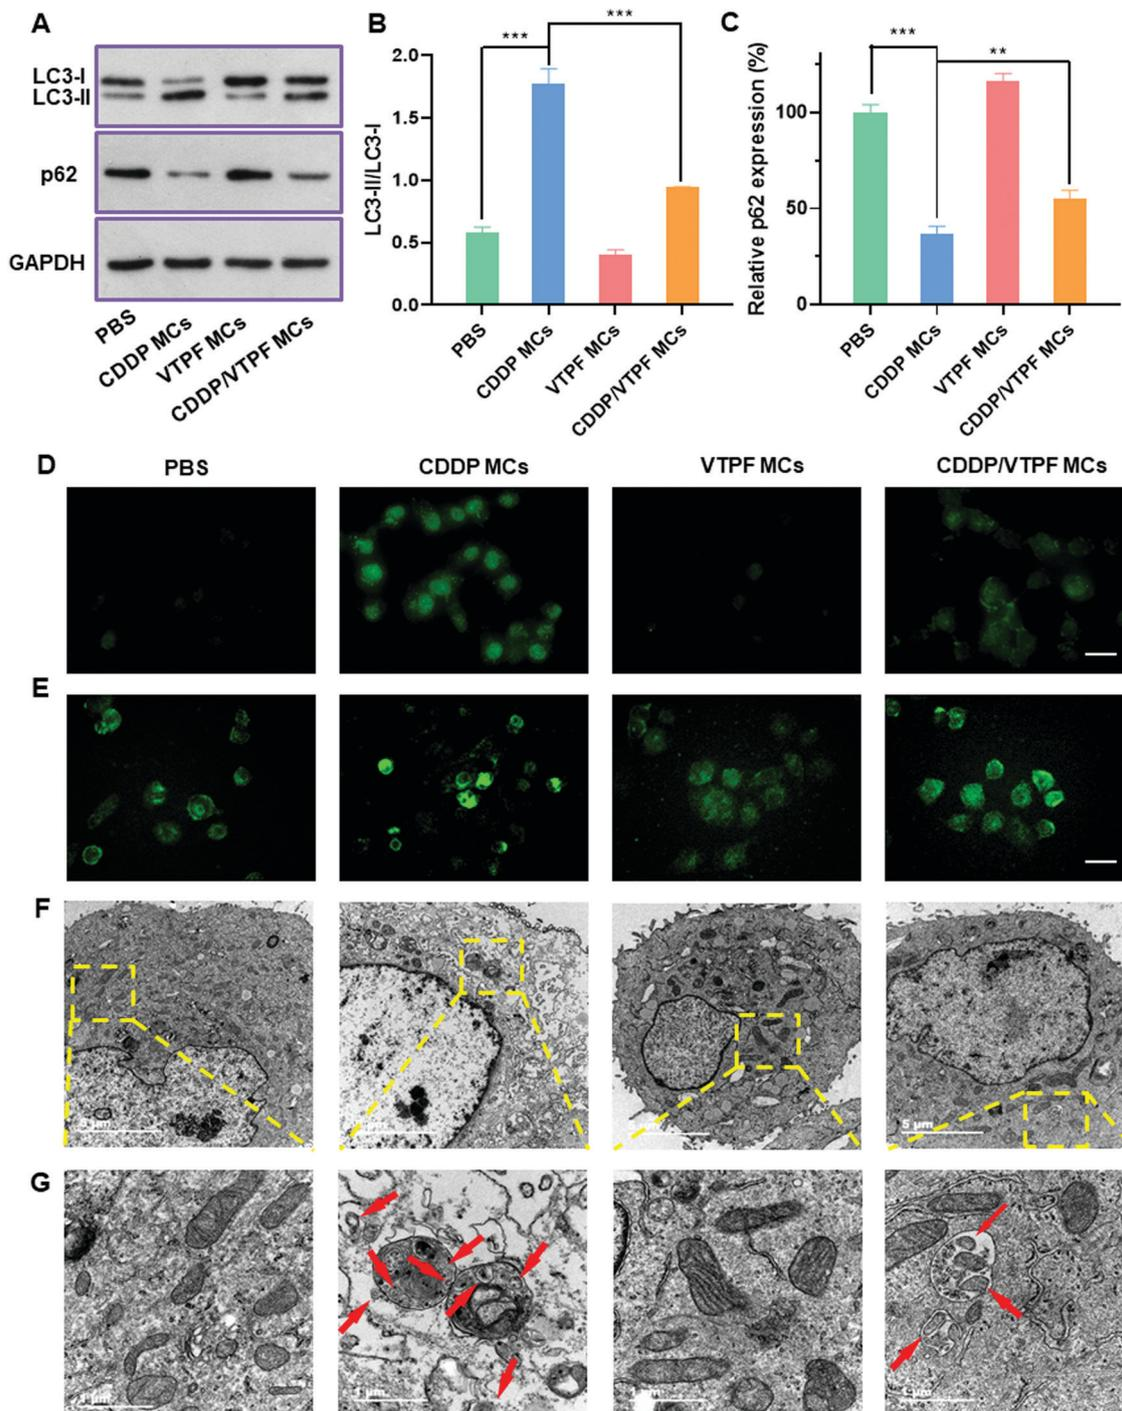 A
LC3-I
LC3-II
p62
GAPDH
PBS
CDDP MCs
VTPF MCs
CDDP/VTPF MCs
B
LC3-II/LC3-I
2.0
1.5
1.0
0.5
0.0
***
***
PBS
CDDP MCs
VTPF MCs
CDDP/VTPF MCs
C
Relative p62 expression (%)
100
50
0
***
**
PBS
CDDP MCs
VTPF MCs
CDDP/VTPF MCs
D
PBS
CDDP MCs
VTPF MCs
CDDP/VTPF MCs
E
F
5 µm
5 µm
G
1 µm
1 µm
1 µm
1 µm